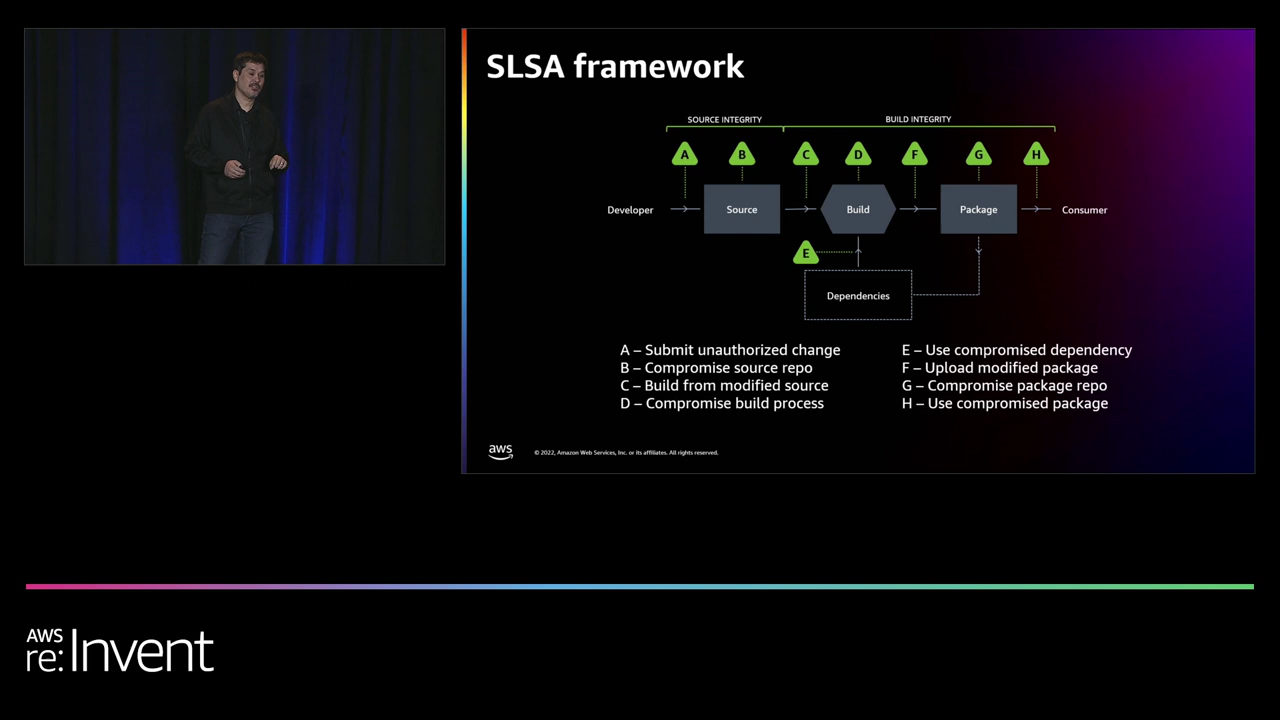 SLSA framework
SOURCE INTEGRITY
BUILD INTEGRITY
A
B
C
D
F
G
H
Developer
Source
Build
Package
Consumer
E
Dependencies
A – Submit unauthorized change
B – Compromise source repo
C – Build from modified source
D – Compromise build process
E – Use compromised dependency
F – Upload modified package
G – Compromise package repo
H – Use compromised package
aws
© 2022, Amazon Web Services, Inc. or its affiliates. All rights reserved.
AWS
re:Invent